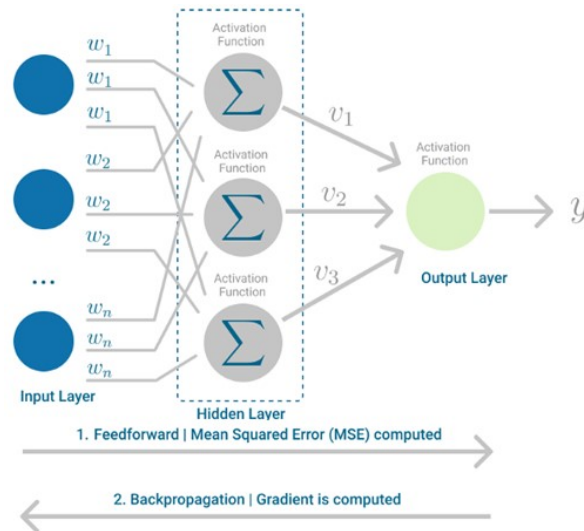 w₁
w₁
w₁
w₂
w₂
w₂
...
wₙ
wₙ
wₙ
Input Layer
Activation
Function
Σ
Activation
Function
Σ
Activation
Function
Σ
Hidden Layer
v₁
v₂
v₃
Activation
Function
Output Layer
y
1. Feedforward | Mean Squared Error (MSE) computed
2. Backpropagation | Gradient is computed